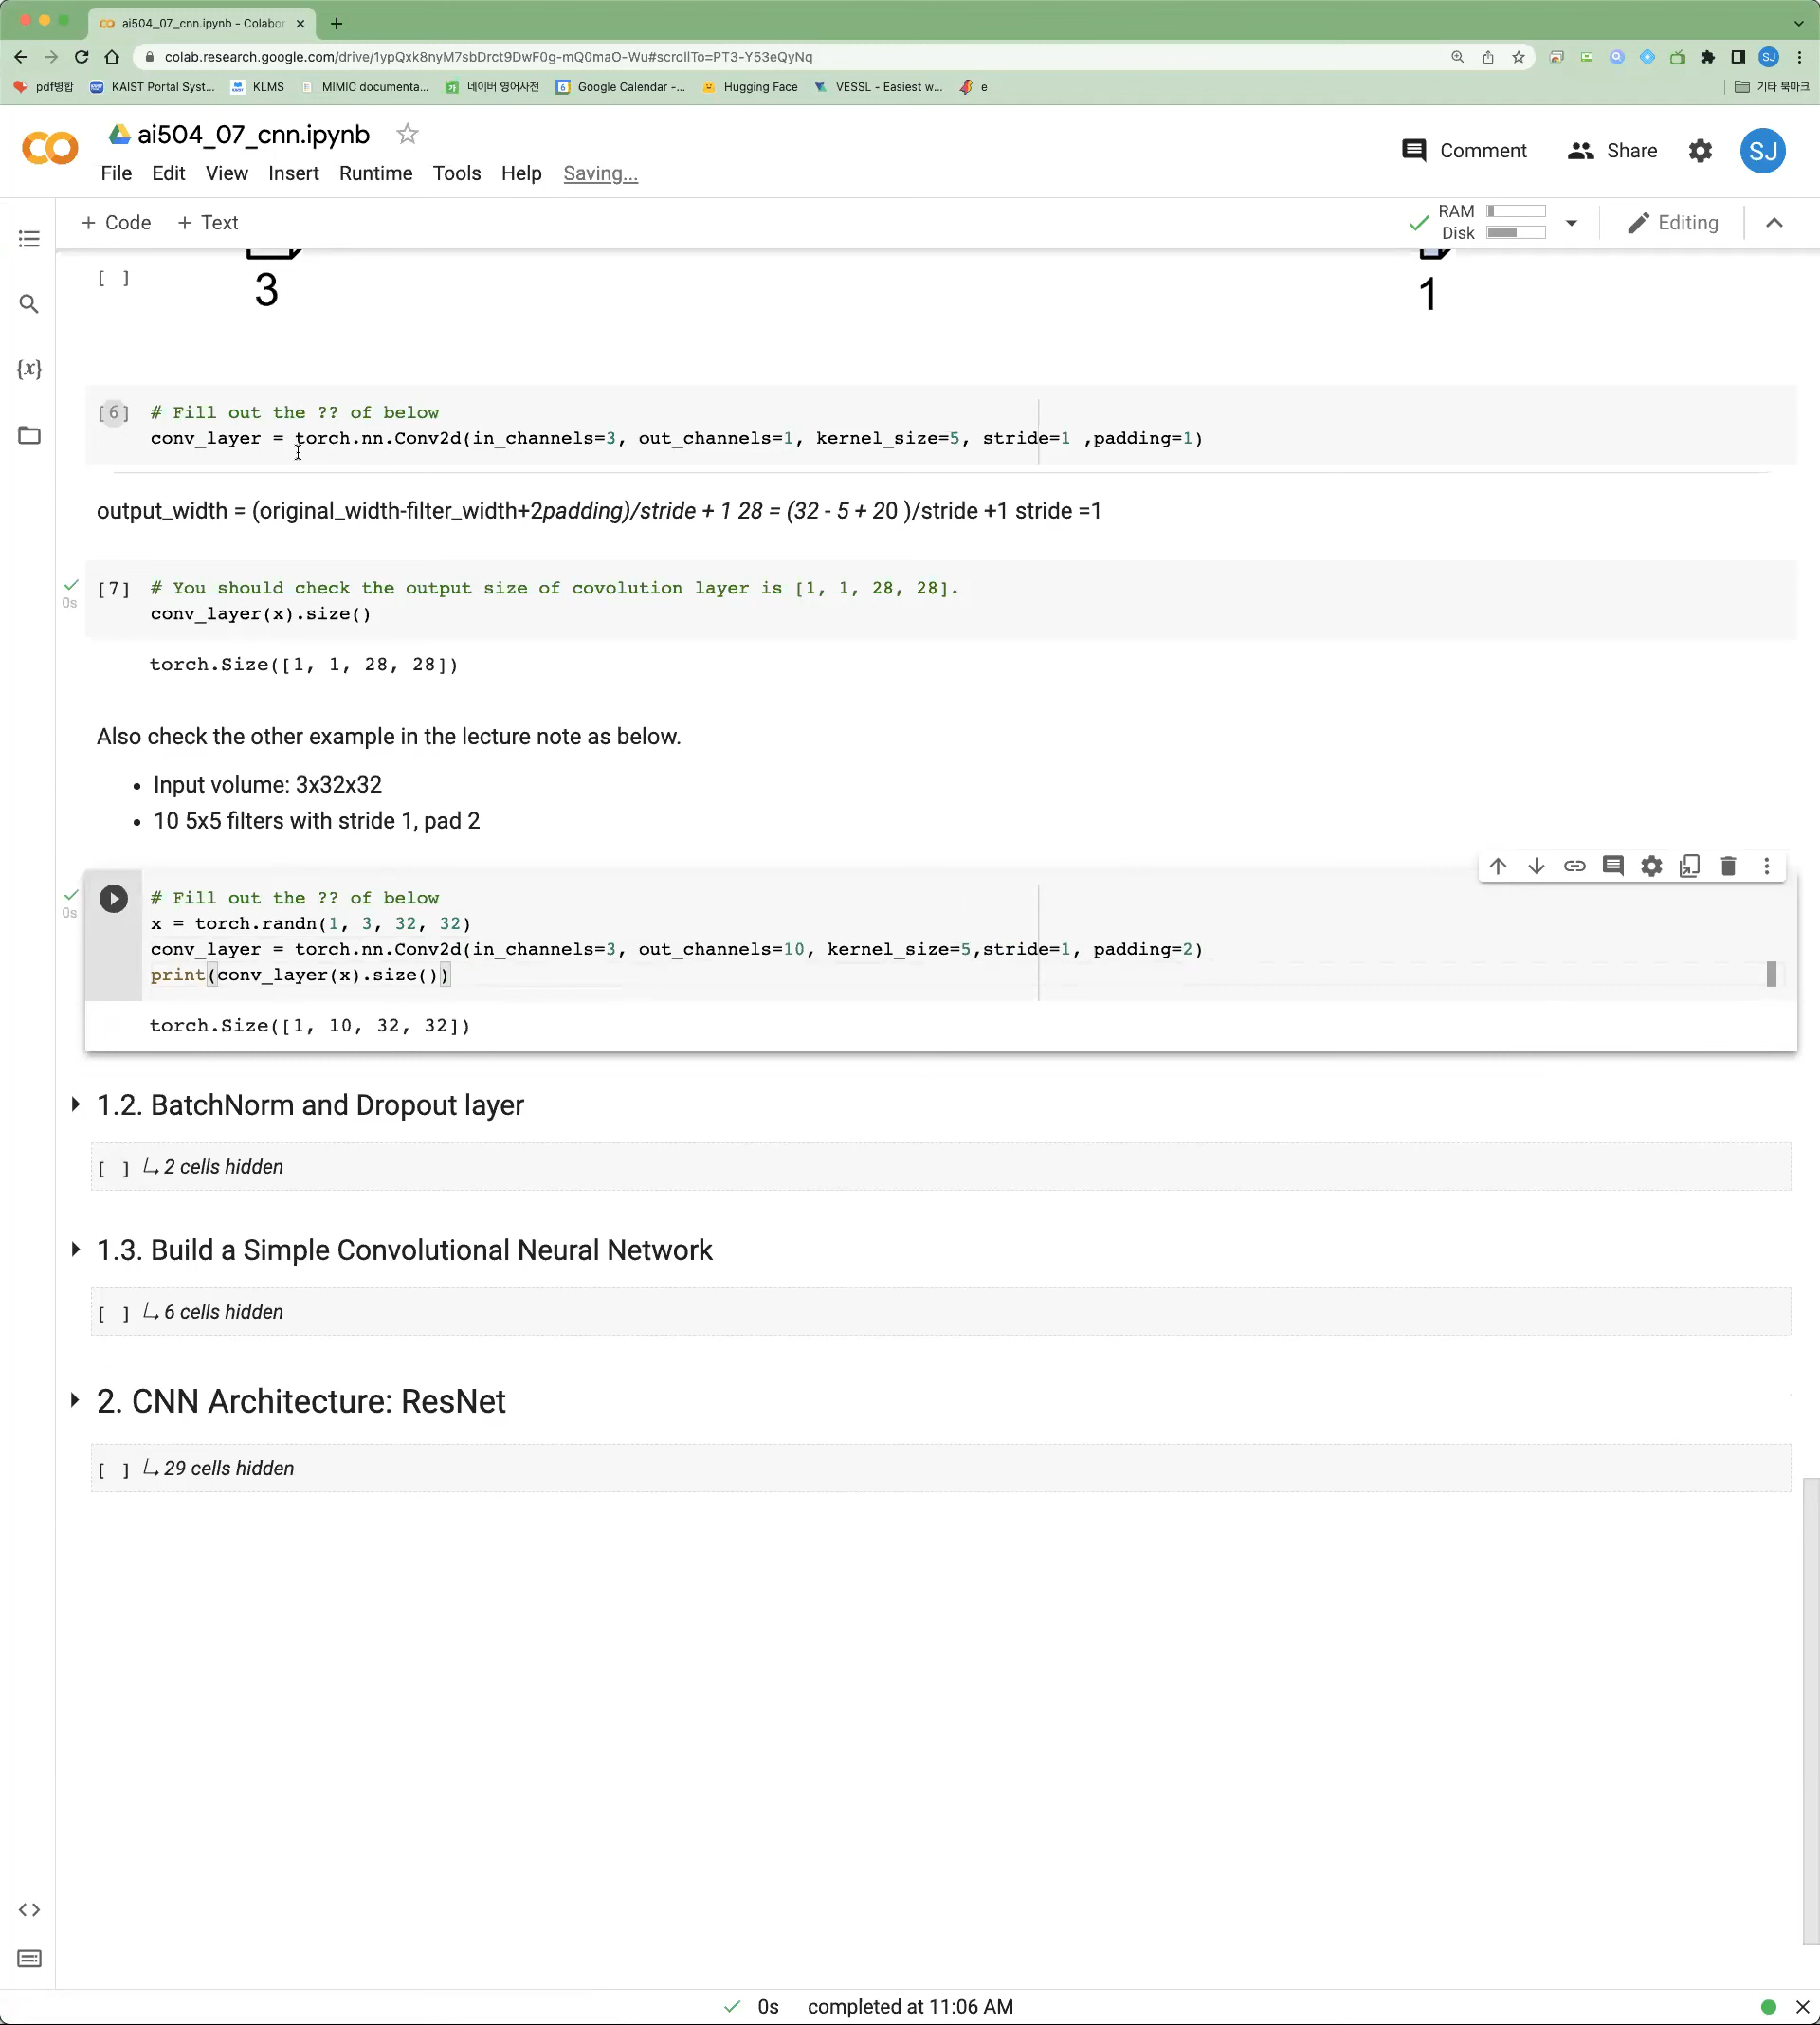 ai504_07_cnn.ipynb - Colabor
colab.research.google.com/drive/1ypQxk8nyM7sbDrct9DwF0g-mQ0maO-Wu#scrollTo=PT3-Y53eQyNq
SJ
pdf병합 KAIST Portal Syst... KLMS MIMIC documenta... 네이버 영어사전 Google Calendar -... Hugging Face VESSL - Easiest w... e 기타 북마크
ai504_07_cnn.ipynb
Comment Share SJ
File Edit View Insert Runtime Tools Help Saving...
+ Code + Text
RAM
Disk
Editing
[ ]
3
1
[6] # Fill out the ?? of below
conv_layer = torch.nn.Conv2d(in_channels=3, out_channels=1, kernel_size=5, stride=1 ,padding=1)
output_width = (original_width-filter_width+2padding)/stride + 1 28 = (32 - 5 + 20 )/stride +1 stride =1
0s
[7] # You should check the output size of covolution layer is [1, 1, 28, 28].
conv_layer(x).size()
torch.Size([1, 1, 28, 28])
Also check the other example in the lecture note as below.
• Input volume: 3x32x32
• 10 5x5 filters with stride 1, pad 2
0s
# Fill out the ?? of below
x = torch.randn(1, 3, 32, 32)
conv_layer = torch.nn.Conv2d(in_channels=3, out_channels=10, kernel_size=5,stride=1, padding=2)
print(conv_layer(x).size())
torch.Size([1, 10, 32, 32])
1.2. BatchNorm and Dropout layer
[ ] 2 cells hidden
1.3. Build a Simple Convolutional Neural Network
[ ] 6 cells hidden
2. CNN Architecture: ResNet
[ ] 29 cells hidden
0s completed at 11:06 AM